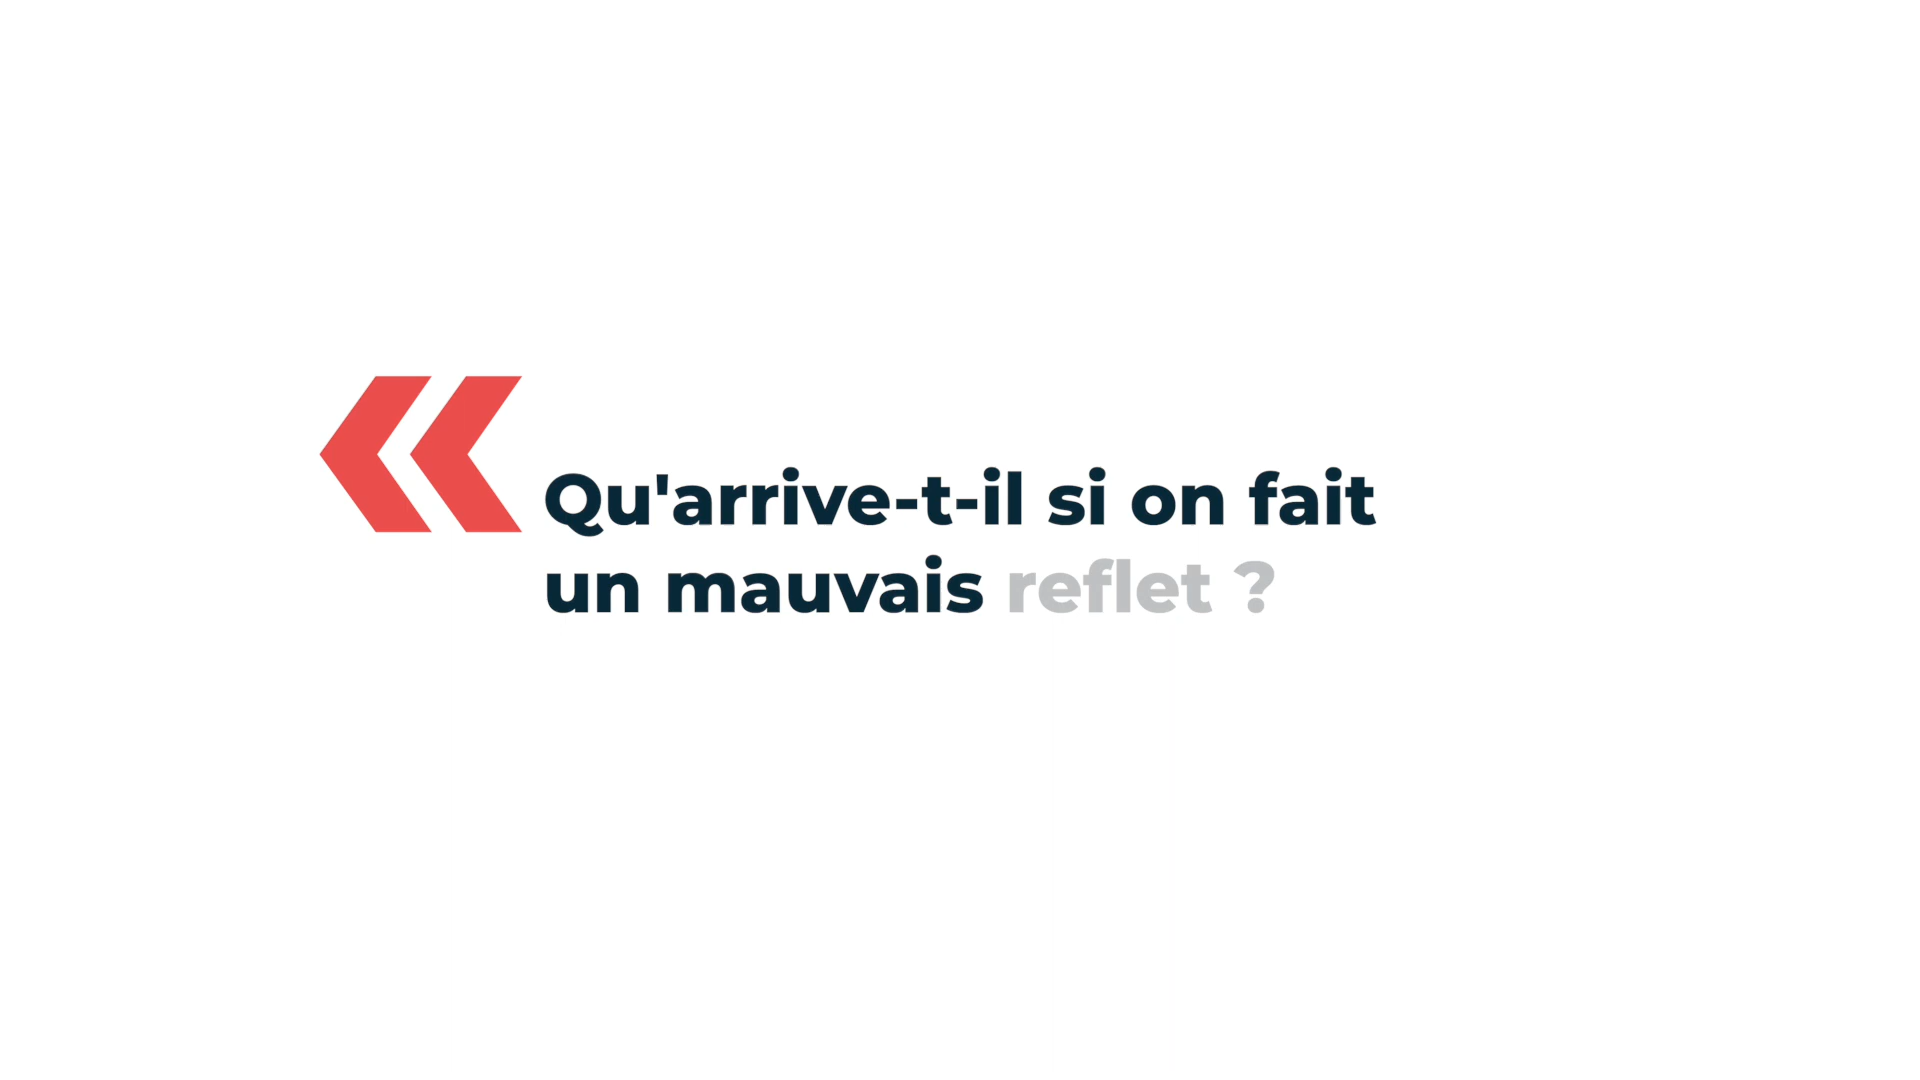 « Qu'arrive-t-il si on fait
un mauvais reflet ?